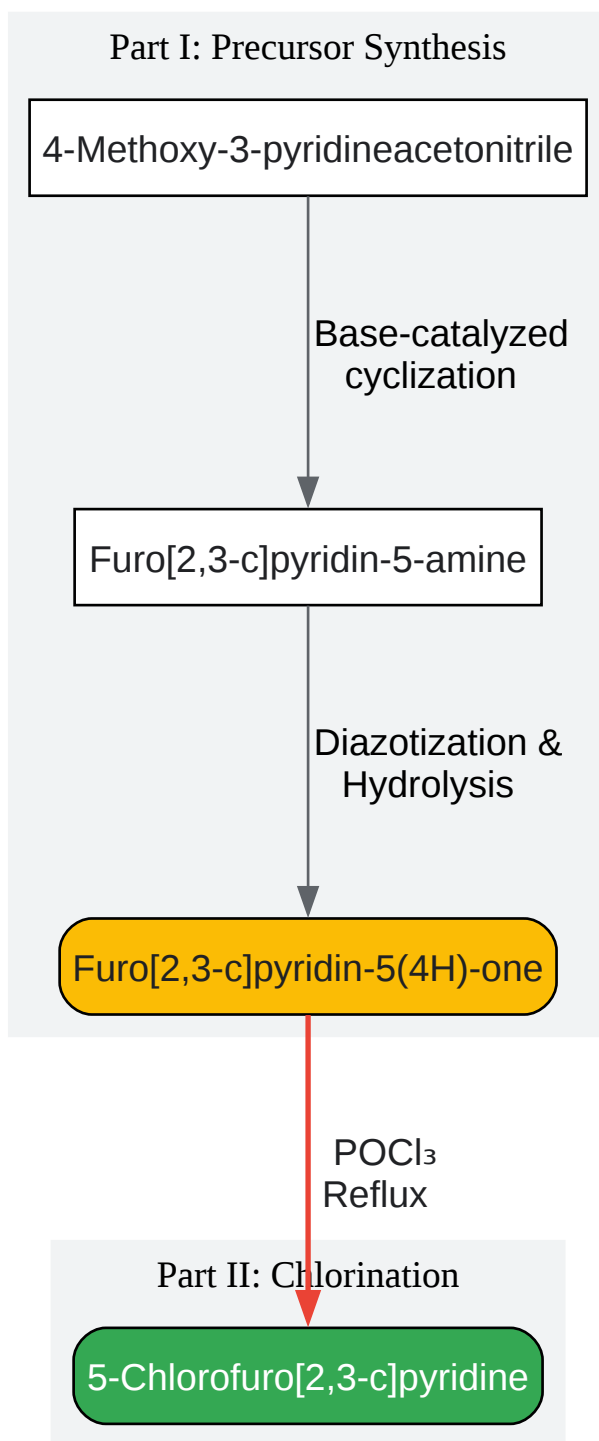 Part I: Precursor Synthesis
4-Methoxy-3-pyridineacetonitrile
Base-catalyzed
cyclization
Furo[2,3-c]pyridin-5-amine
Diazotization &
Hydrolysis
Furo[2,3-c]pyridin-5(4H)-one
POCl₃
Reflux
Part II: Chlorination
5-Chlorofuro[2,3-c]pyridine